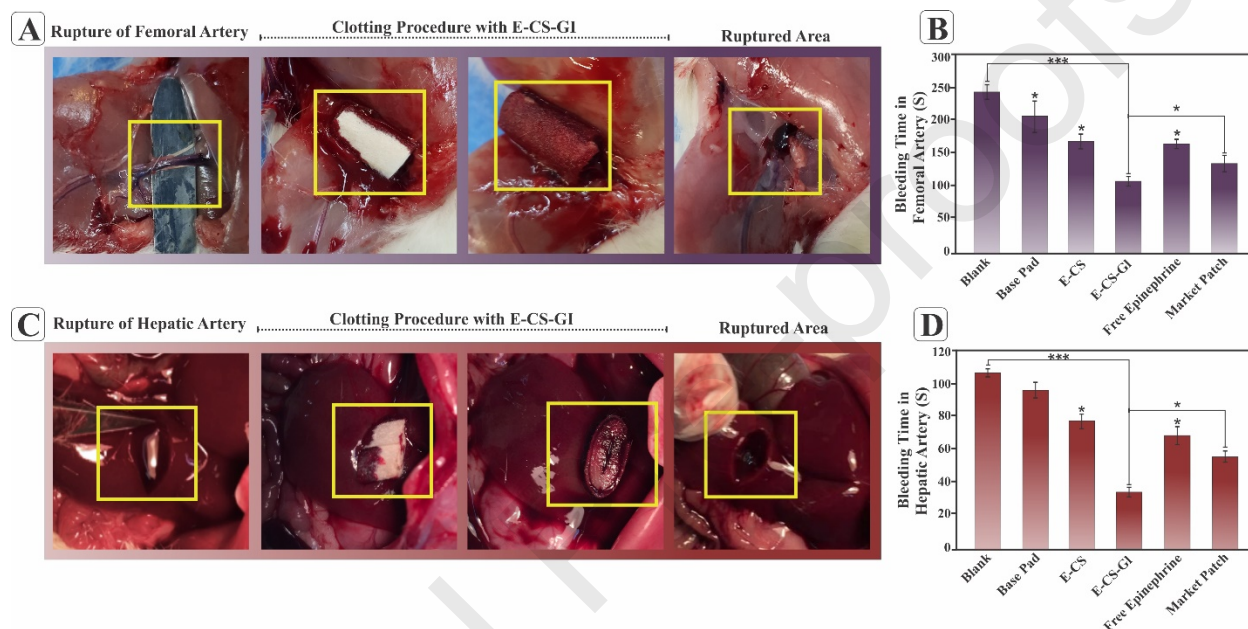 A
Rupture of Femoral Artery
Clotting Procedure with E-CS-GI
Ruptured Area
B
Bleeding Time in
Femoral Artery (S)
300
250
200
150
100
50
0
***
*
*
*
*
Blank
Base Pad
E-CS
E-CS-GI
Free Epinephrine
Market Patch
C
Rupture of Hepatic Artery
Clotting Procedure with E-CS-GI
Ruptured Area
D
Bleeding Time in
Hepatic Artery (S)
120
100
80
60
40
20
0
***
*
*
*
Blank
Base Pad
E-CS
E-CS-GI
Free Epinephrine
Market Patch
proofs